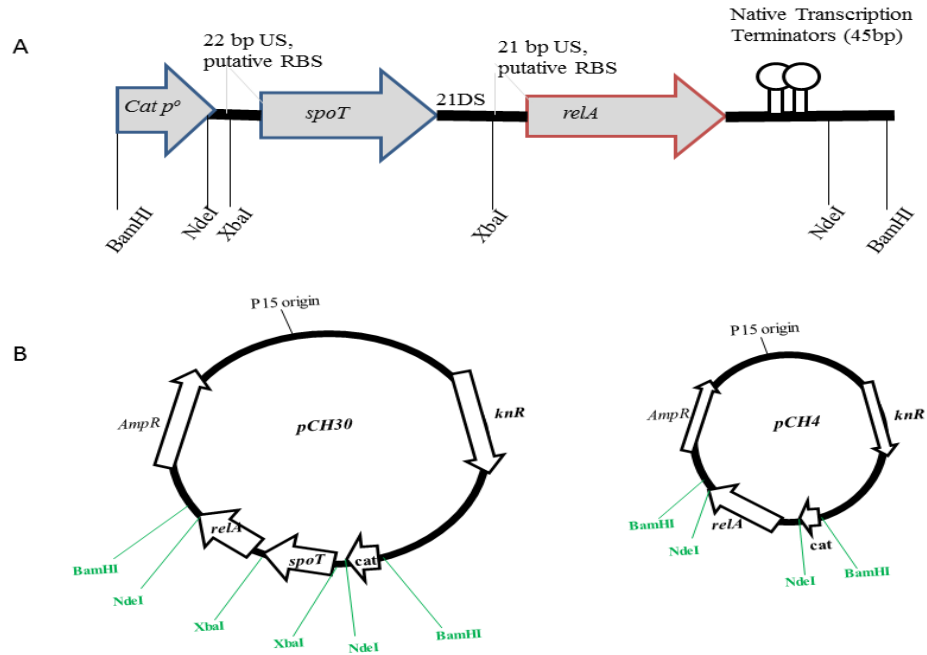 A
Native Transcription
Terminators (45bp)
22 bp US,
putative RBS
21 bp US,
putative RBS
Cat pº
spoT
21DS
relA
BamHI
NdeI
XbaI
XbaI
NdeI
BamHI
B
P15 origin
AmpR
pCH30
knR
relA
spoT
cat
BamHI
NdeI
XbaI
XbaI
NdeI
BamHI
P15 origin
AmpR
pCH4
knR
relA
cat
BamHI
NdeI
NdeI
BamHI